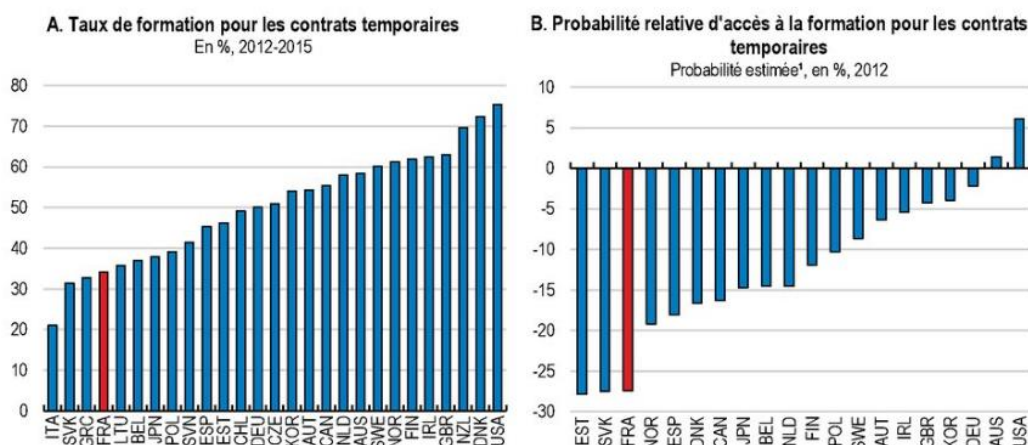 A. Taux de formation pour les contrats temporaires
En %, 2012-2015
80
70
60
50
40
30
20
10
0
ITA SVK GRC FRA LTU BEL JPN POL SVN ESP EST CHL DEU CZE KOR AUT CAN NLD AUS SWE NOR FIN IRL GBR NZL DNK USA
B. Probabilité relative d'accès à la formation pour les contrats
temporaires
Probabilité estimée¹, en %, 2012
10
5
0
-5
-10
-15
-20
-25
-30
EST SVK FRA NOR ESP DNK CAN JPN BEL NLD FIN POL SWE AUT IRL GBR KOR DEU AUS USA